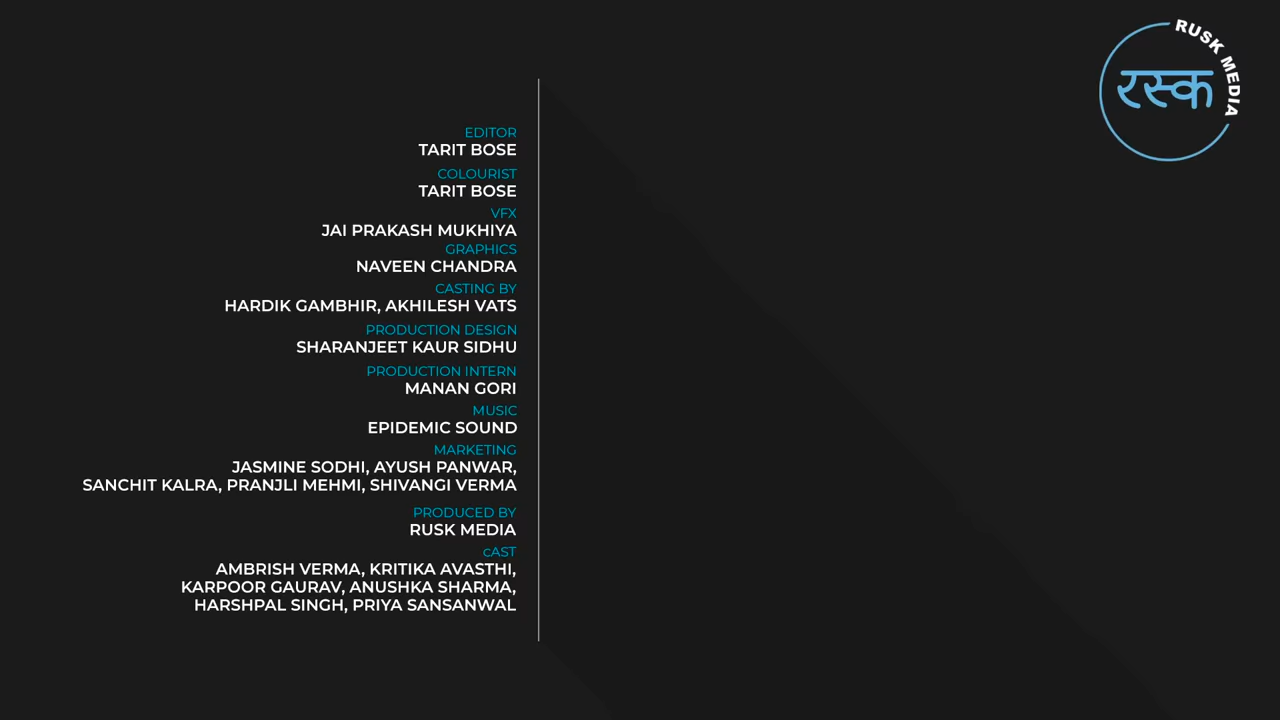 RUSK MEDIA
रस्क
EDITOR
TARIT BOSE
COLOURIST
TARIT BOSE
VFX
JAI PRAKASH MUKHIYA
GRAPHICS
NAVEEN CHANDRA
CASTING BY
HARDIK GAMBHIR, AKHILESH VATS
PRODUCTION DESIGN
SHARANJEET KAUR SIDHU
PRODUCTION INTERN
MANAN GORI
MUSIC
EPIDEMIC SOUND
MARKETING
JASMINE SODHI, AYUSH PANWAR,
SANCHIT KALRA, PRANJLI MEHMI, SHIVANGI VERMA
PRODUCED BY
RUSK MEDIA
cAST
AMBRISH VERMA, KRITIKA AVASTHI,
KARPOOR GAURAV, ANUSHKA SHARMA,
HARSHPAL SINGH, PRIYA SANSANWAL